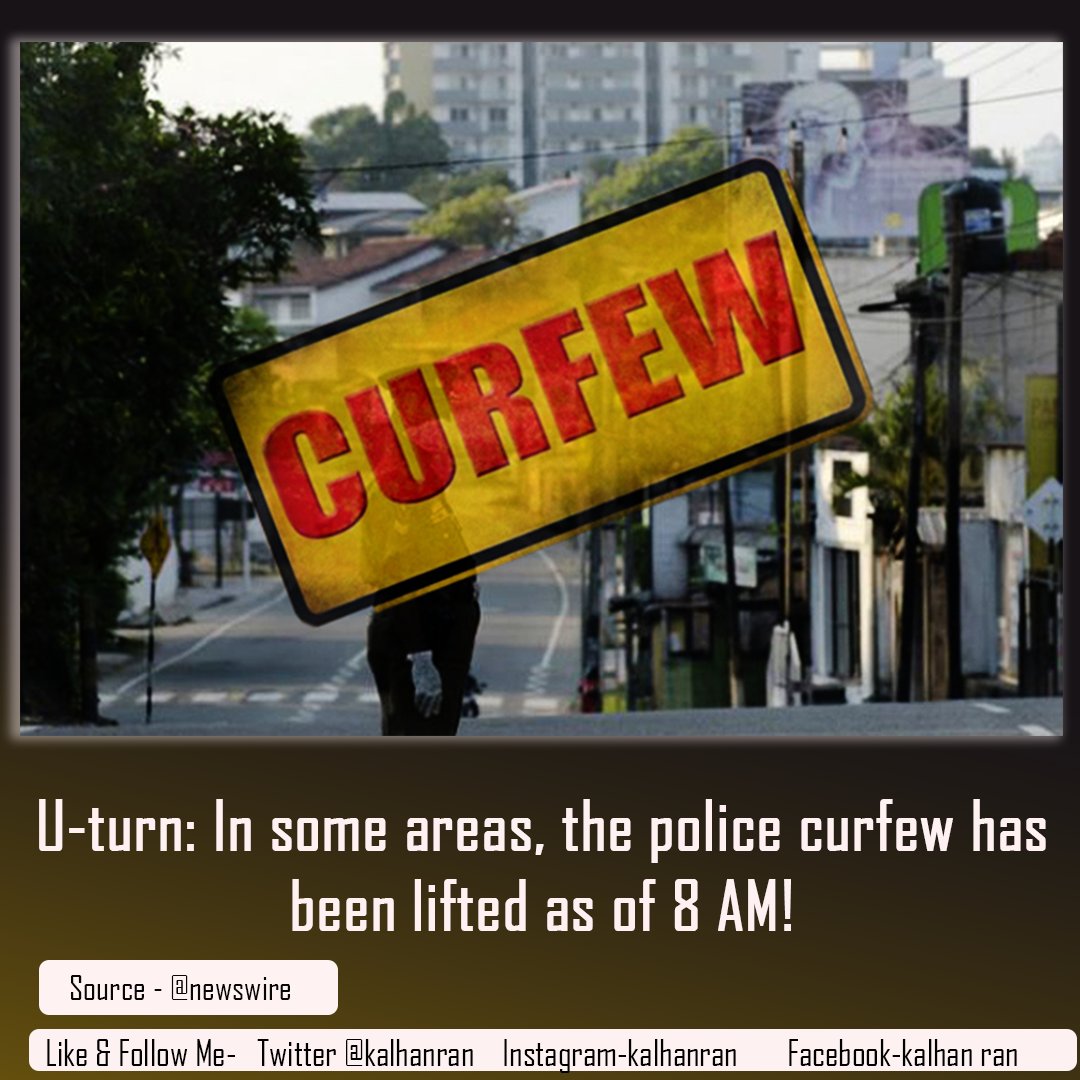 CURFEW
U-turn: In some areas, the police curfew has
been lifted as of 8 AM!
Source - @newswire
Like & Follow Me- Twitter @kalhanran Instagram-kalhanran Facebook-kalhan ran